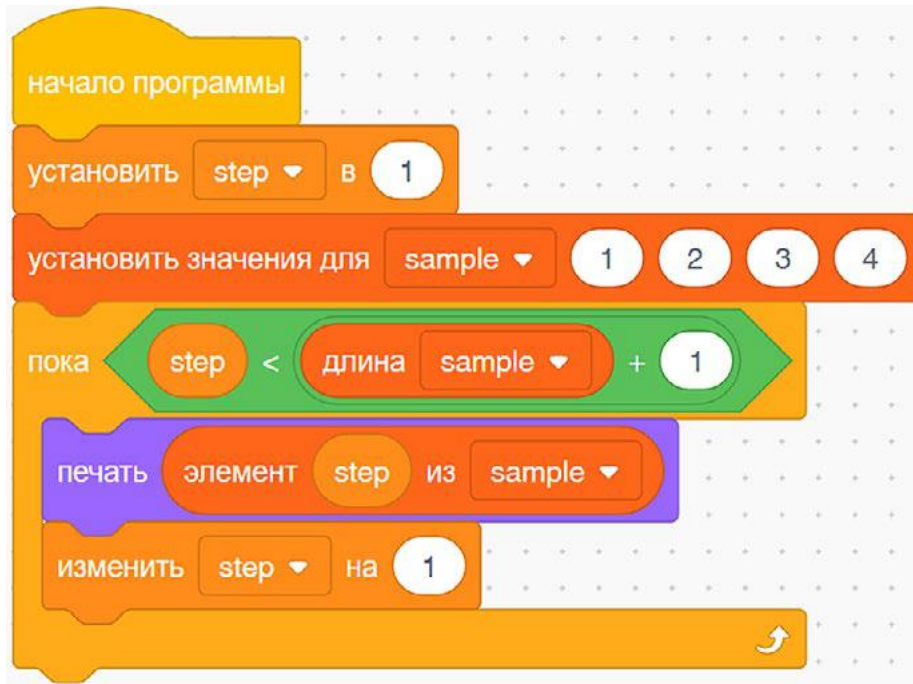 начало программы
установить step в 1
установить значения для sample 1 2 3 4
пока step < длина sample + 1
печать элемент step из sample
изменить step на 1